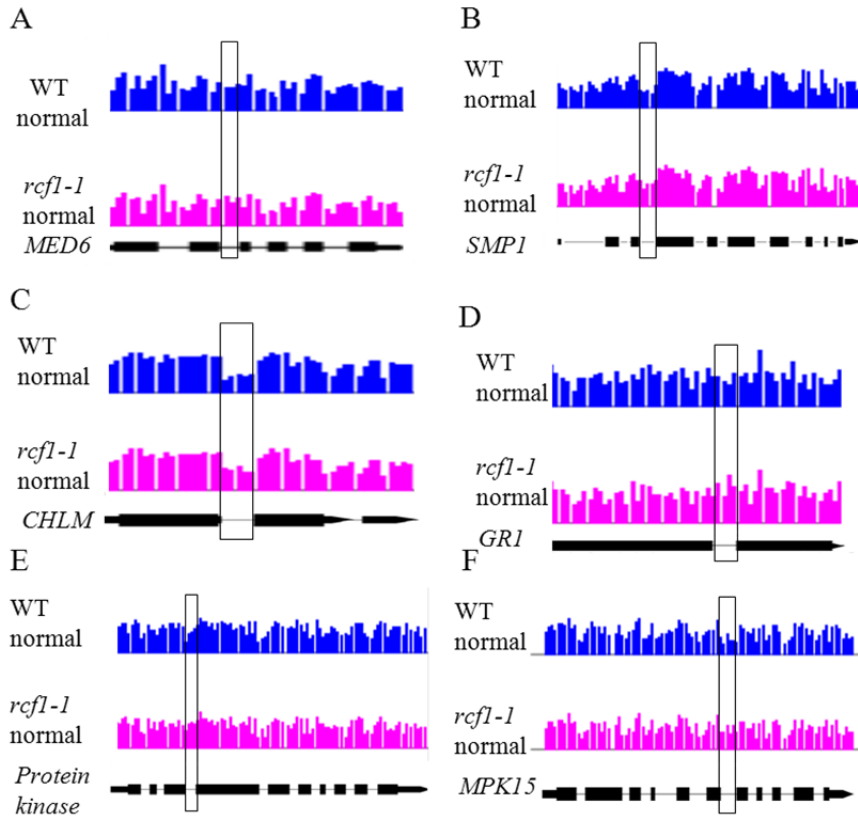 A
WT
normal
rcf1-1
normal
MED6
B
WT
normal
rcf1-1
normal
SMP1
C
WT
normal
rcf1-1
normal
CHLM
D
WT
normal
rcf1-1
normal
GR1
E
WT
normal
rcf1-1
normal
Protein
kinase
F
WT
normal
rcf1-1
normal
MPK15